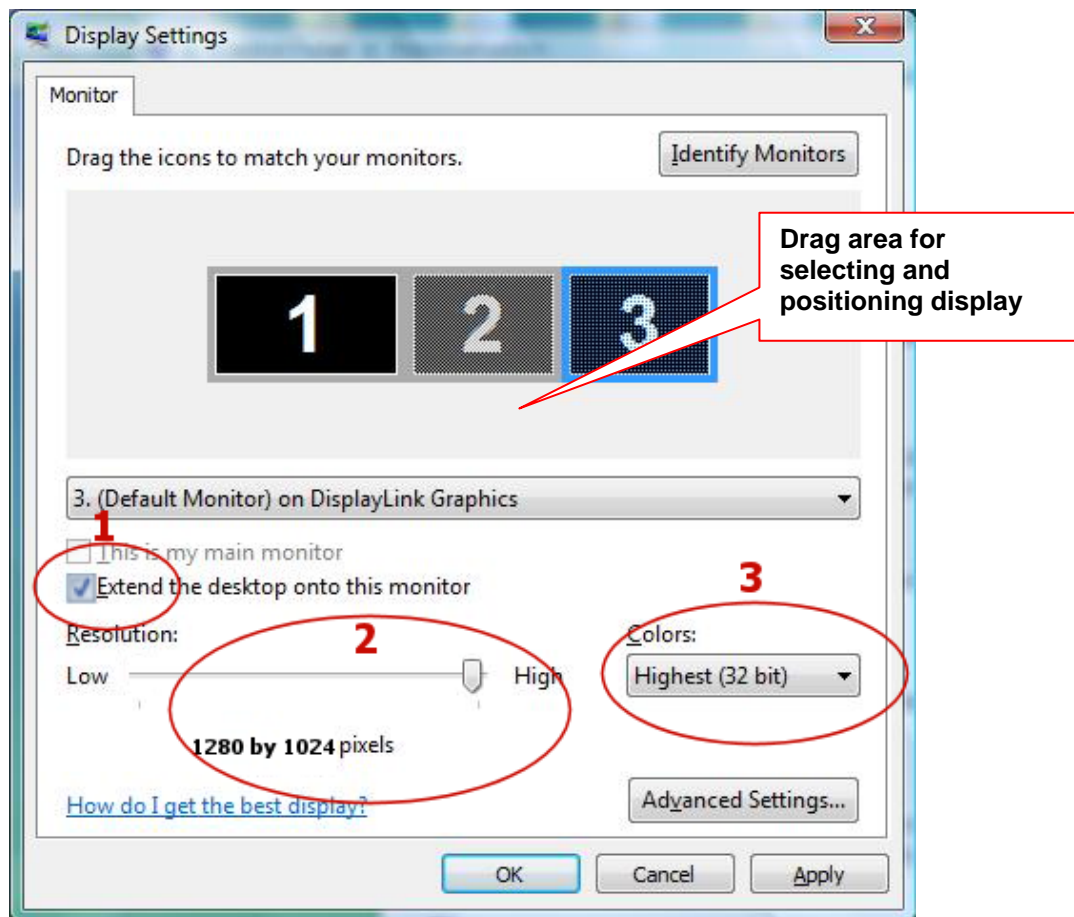 Display Settings
Monitor
Drag the icons to match your monitors.
Identify Monitors
Drag area for
selecting and
positioning display
1
2
3
3. (Default Monitor) on DisplayLink Graphics
1
This is my main monitor
Extend the desktop onto this monitor
Resolution:
2
3
Colors:
Low
High
Highest (32 bit)
1280 by 1024 pixels
How do I get the best display?
Advanced Settings...
OK
Cancel
Apply